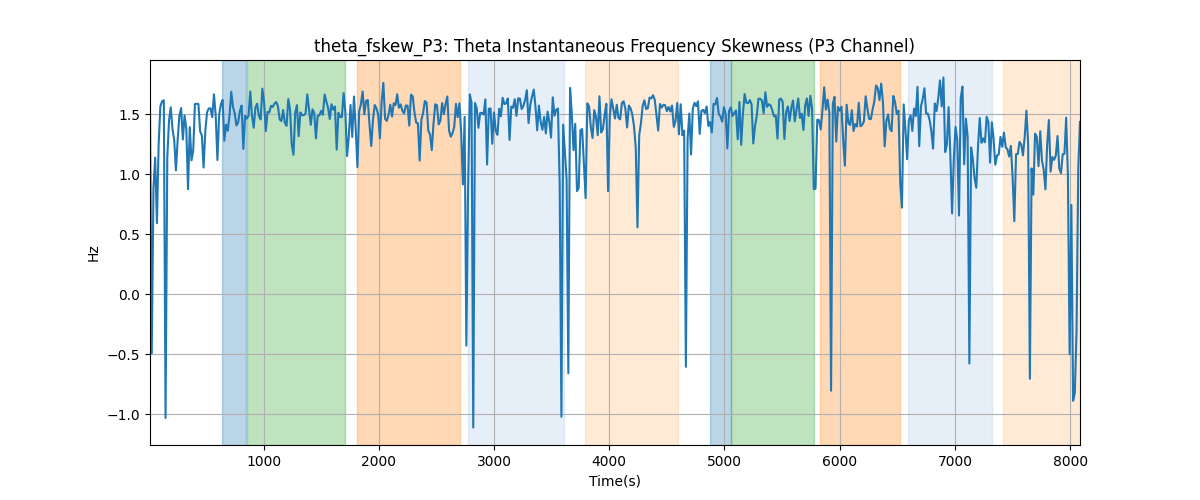 theta_fskew_P3: Theta Instantaneous Frequency Skewness (P3 Channel)
1.5
1.0
0.5
0.0
−0.5
−1.0
Hz
1000 2000 3000 4000 5000 6000 7000 8000
Time(s)